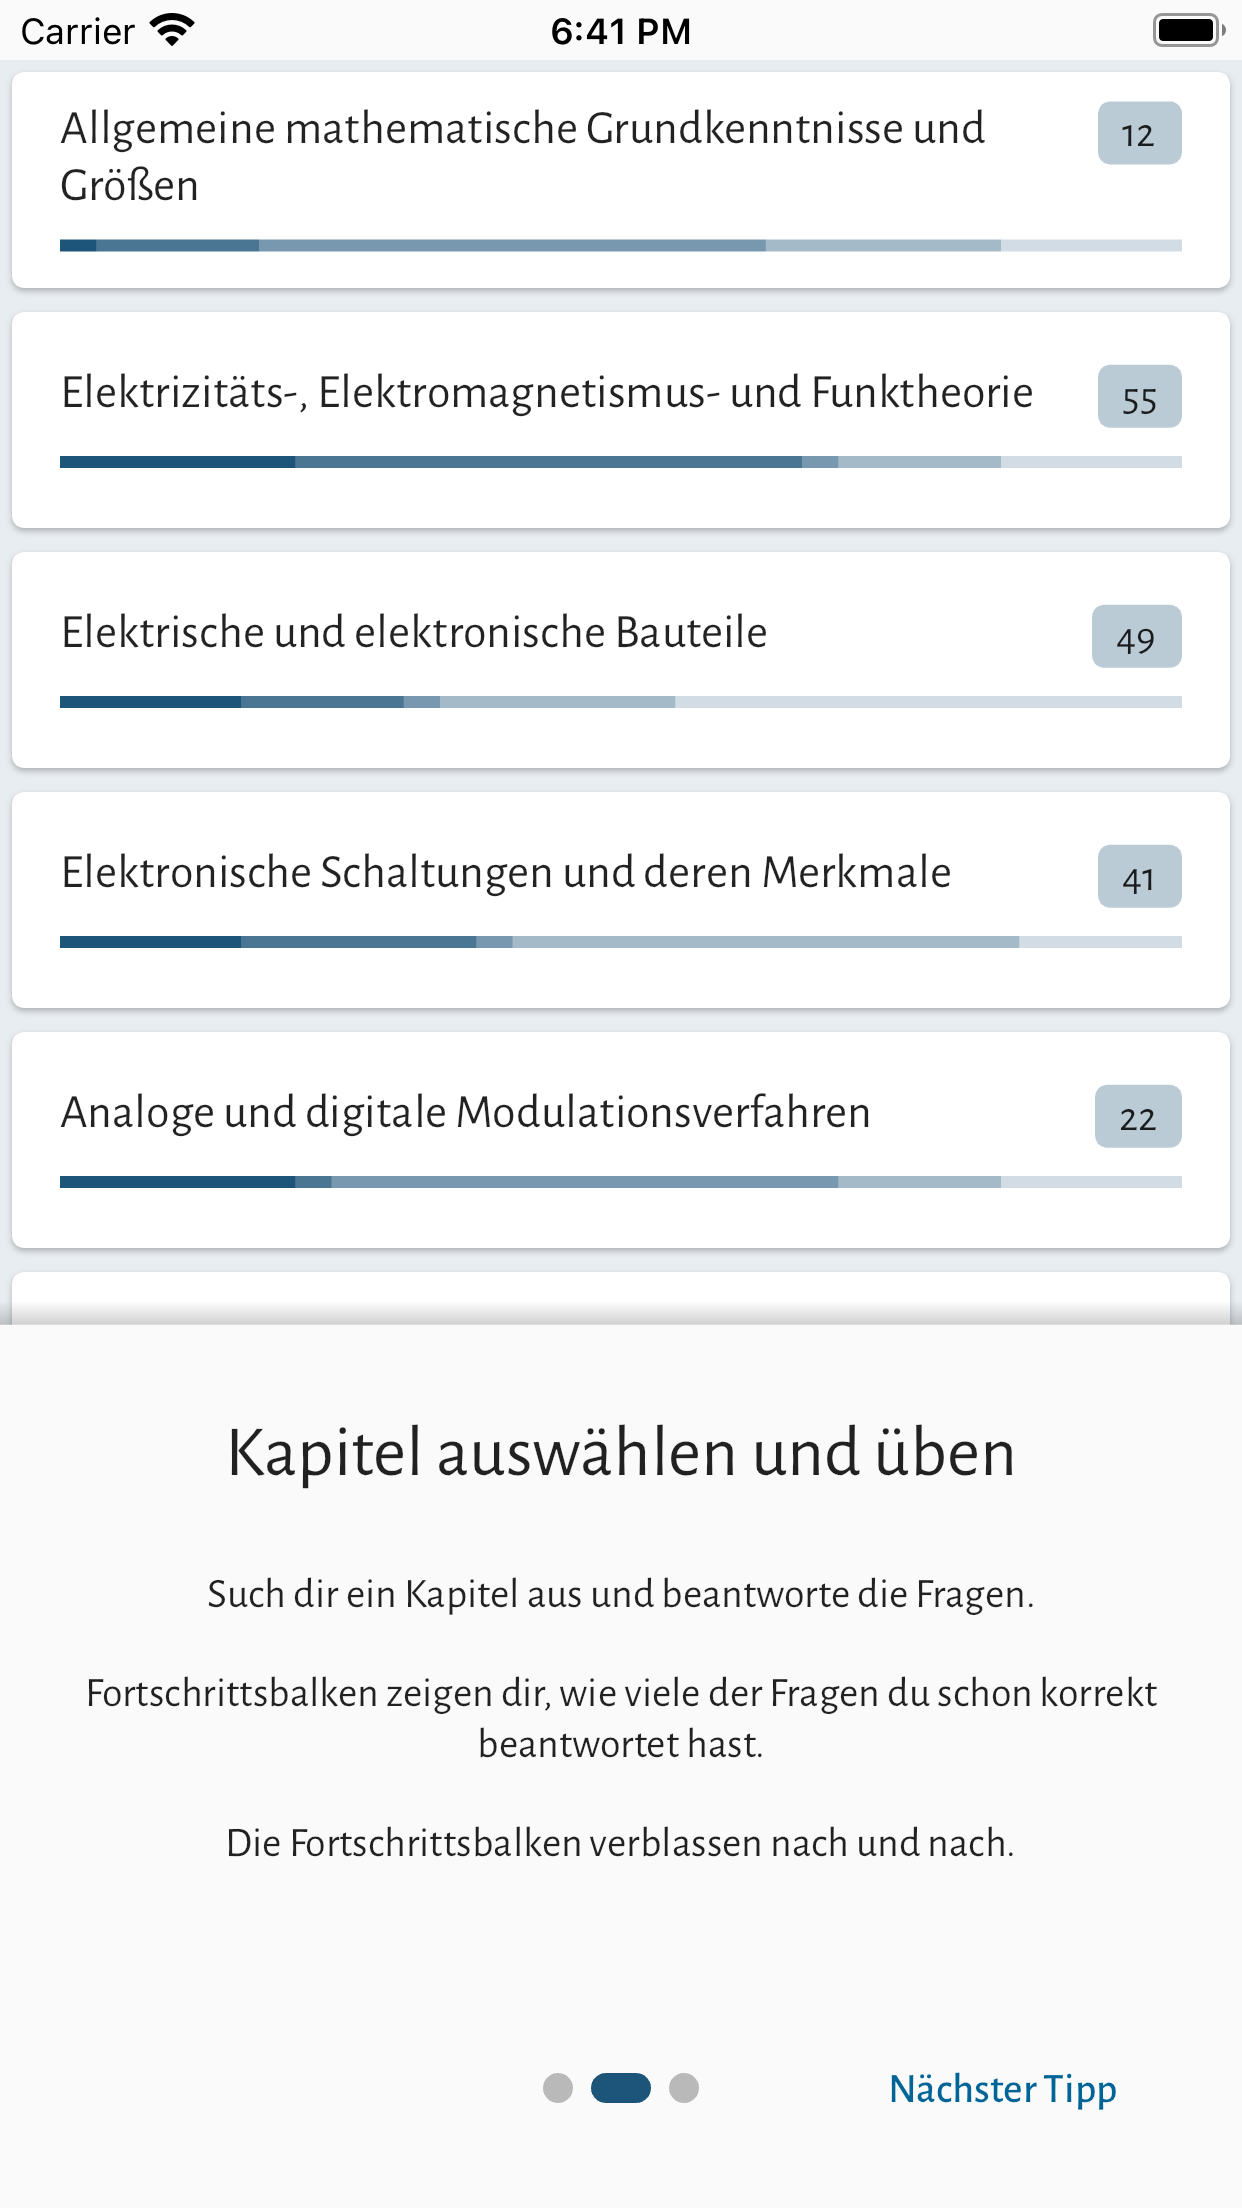 Carrier 6:41 PM
Allgemeine mathematische Grundkenntnisse und 12
Größen
Elektrizitäts-, Elektromagnetismus- und Funktheorie 55
Elektrische und elektronische Bauteile 49
Elektronische Schaltungen und deren Merkmale 41
Analoge und digitale Modulationsverfahren 22
Kapitel auswählen und üben
Such dir ein Kapitel aus und beantworte die Fragen.
Fortschrittsbalken zeigen dir, wie viele der Fragen du schon korrekt
beantwortet hast.
Die Fortschrittsbalken verblassen nach und nach.
Nächster Tipp